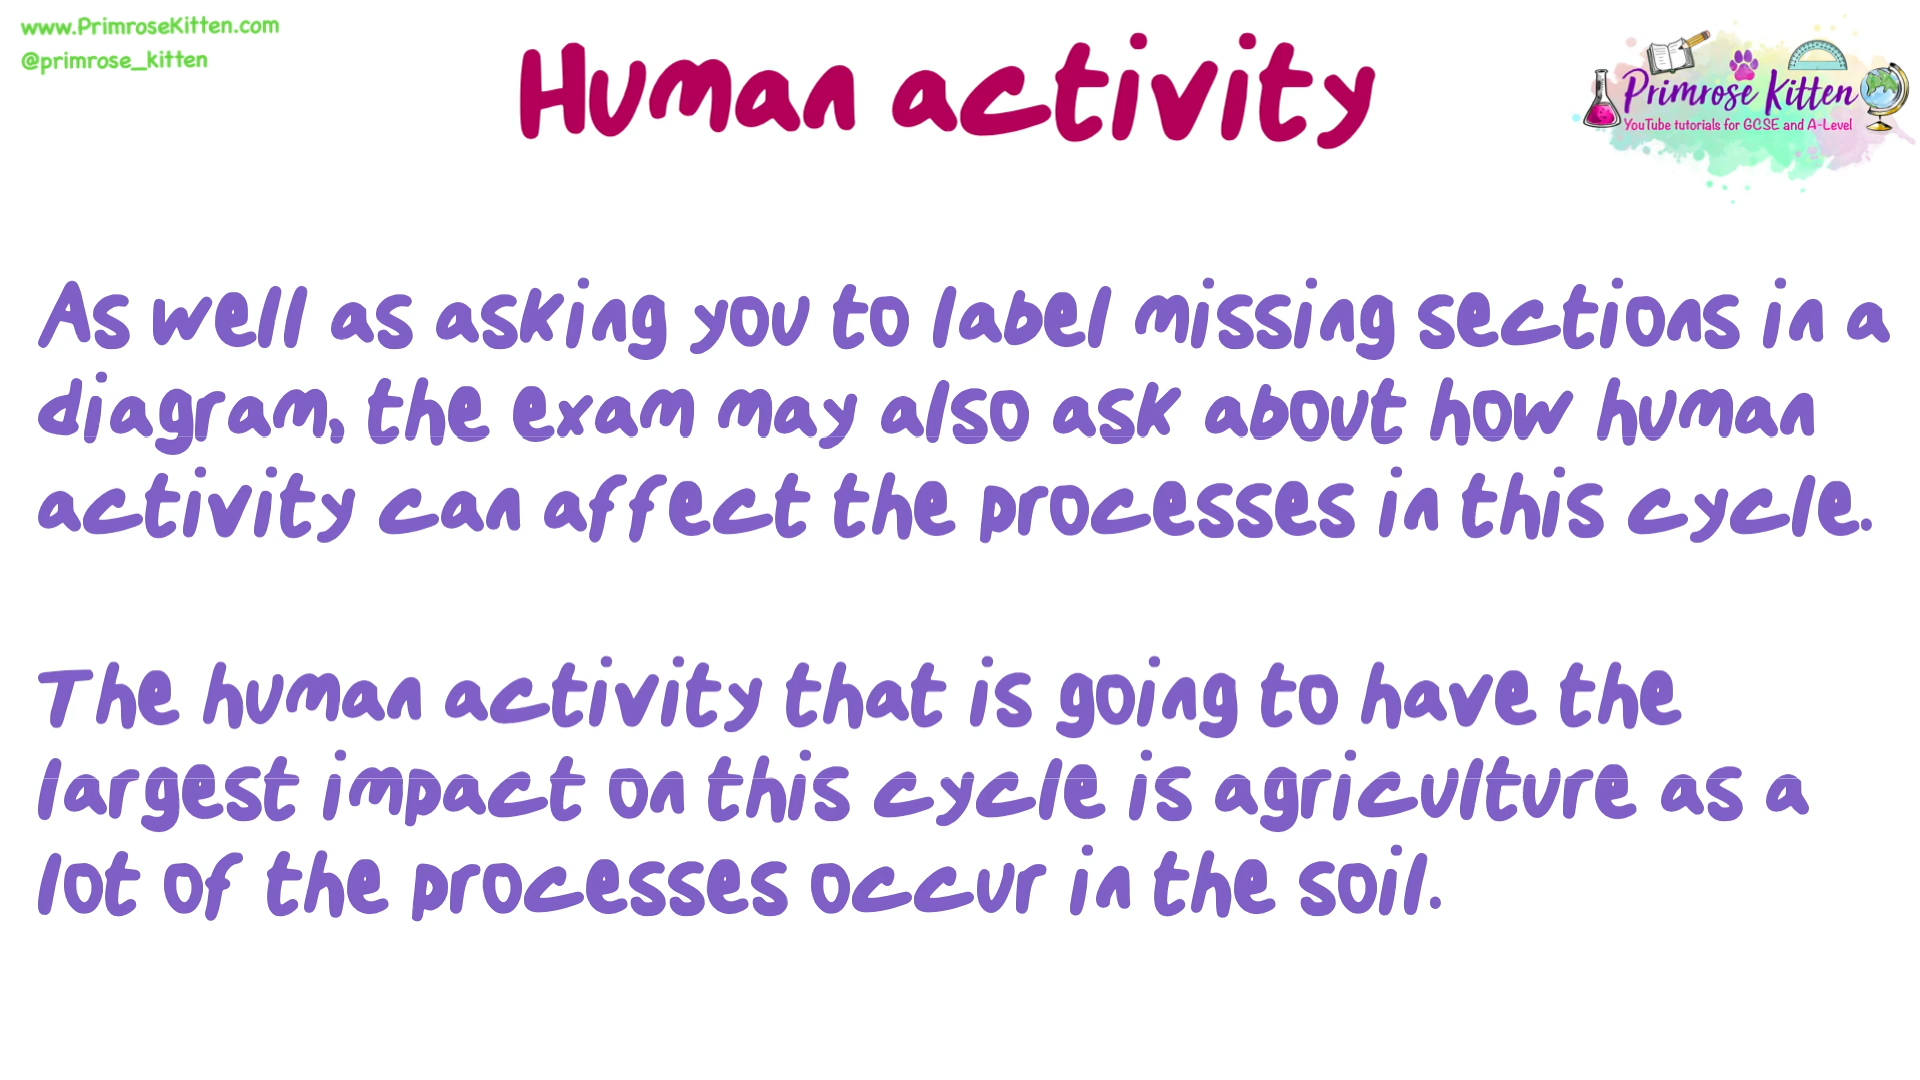 www.PrimroseKitten.com
@primrose_kitten
Human activity
Primrose Kitten
YouTube tutorials for GCSE and A-Level
As well as asking you to label missing sections in a
diagram, the exam may also ask about how human
activity can affect the processes in this cycle.
The human activity that is going to have the
largest impact on this cycle is agriculture as a
lot of the processes occur in the soil.